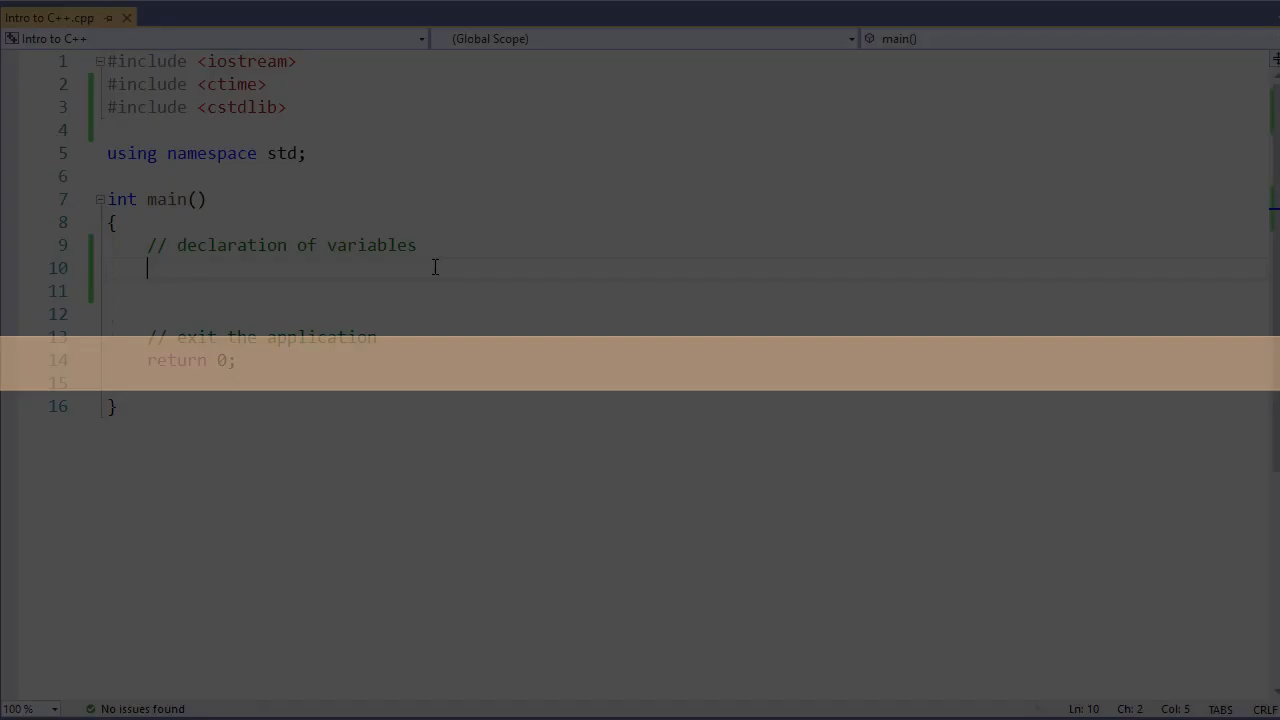 Intro to C++.cpp
Intro to C++ (Global Scope) main()
1 #include <iostream>
2 #include <ctime>
3 #include <cstdlib>
4
5 using namespace std;
6
7 int main()
8 {
9 // declaration of variables
10
11
12
13 // exit the application
14 return 0;
15
16 }
100 % No issues found Ln: 10 Ch: 2 Col: 5 TABS CRLF